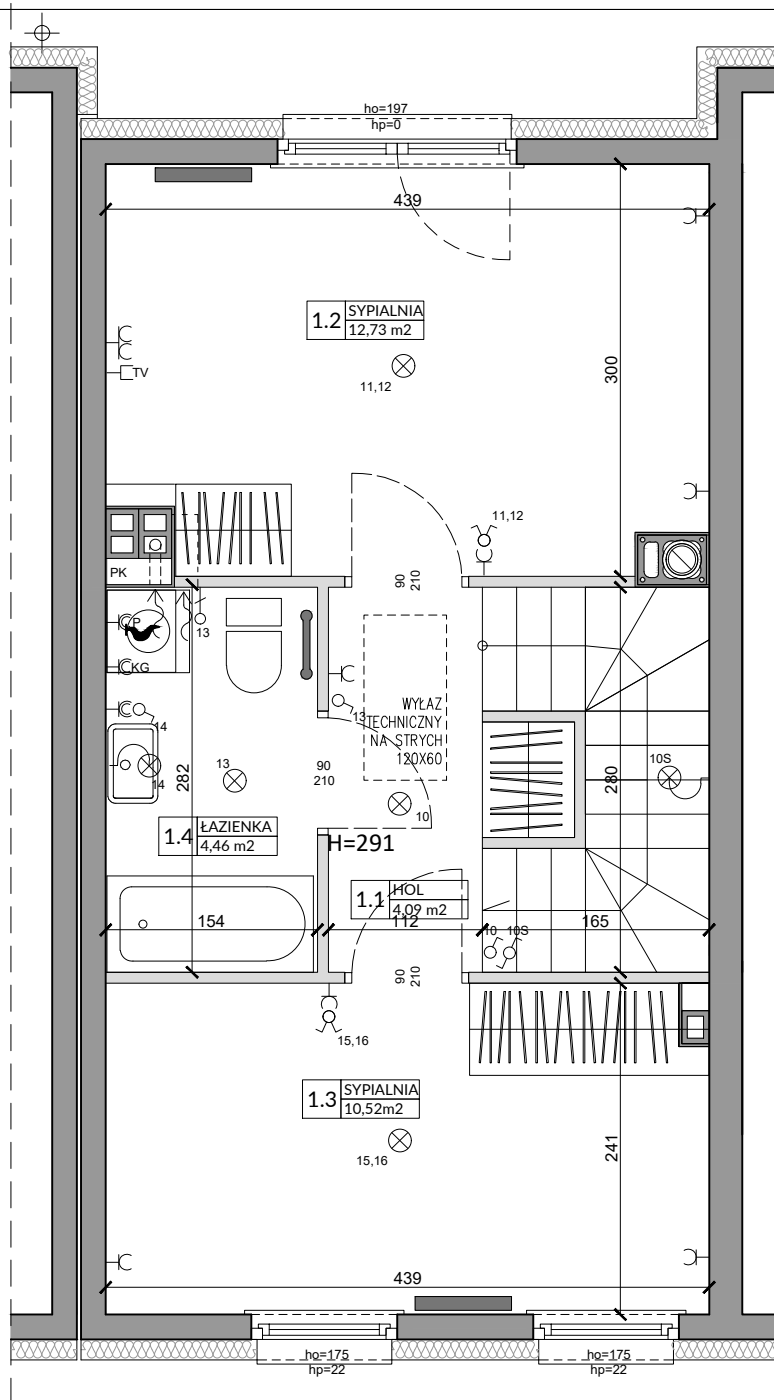 ho=197
hp=0
439
1.2 SYPIALNIA
12,73 m2
300
TV
11,12
11,12
90
210
PK
P
13
KG
13
WYŁAZ
TECHNICZNY
NA STRYCH
120X60
14
14
13
282
90
210
280
10S
10
1.4 ŁAZIENKA
4,46 m2
H=291
1.1 HOL
4,09 m2
154
112
165
10
10S
90
210
15,16
1.3 SYPIALNIA
10,52m2
15,16
241
439
ho=175
hp=22
ho=175
hp=22